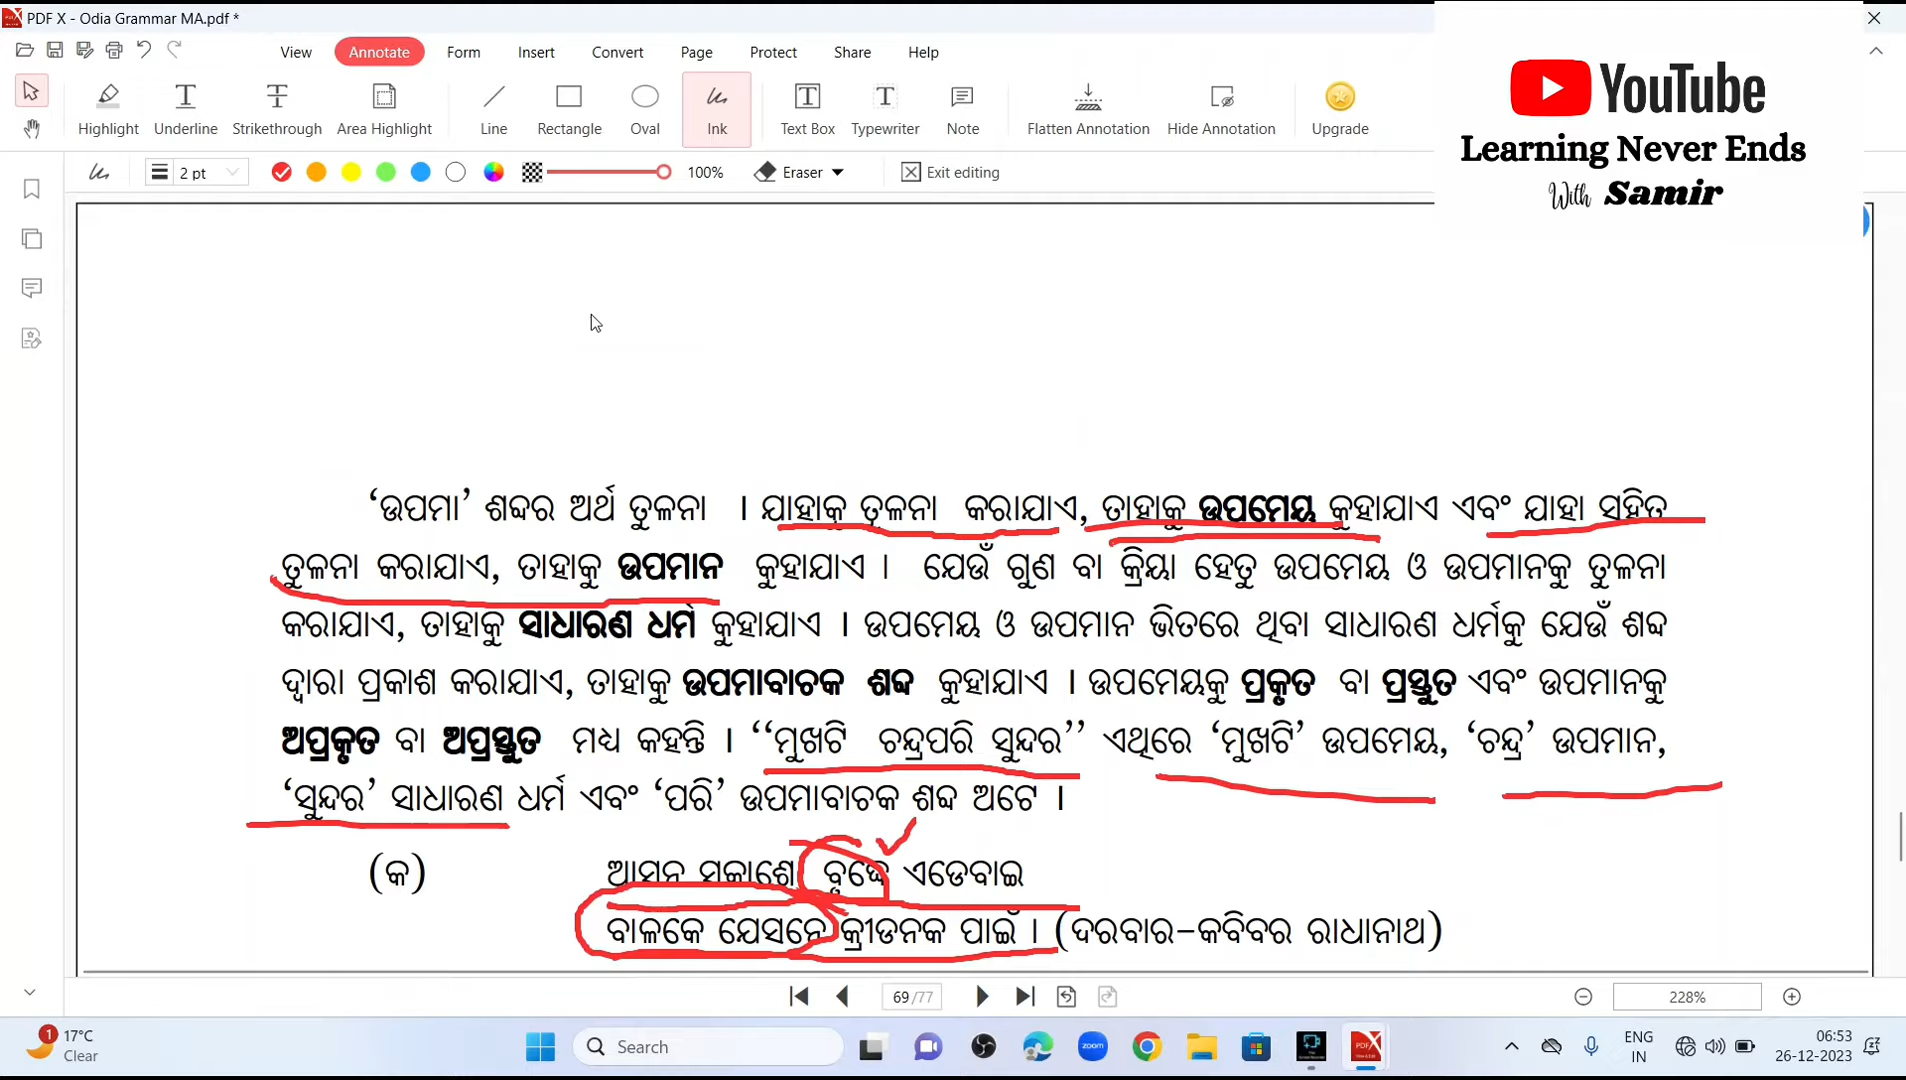 PDF X - Odia Grammar MA.pdf *
View Annotate Form Insert Convert Page Protect Share Help
Highlight Underline Strikethrough Area Highlight Line Rectangle Oval Ink Text Box Typewriter Note Flatten Annotation Hide Annotation Upgrade
2 pt 100% Eraser Exit editing
YouTube
Learning Never Ends
With Samir
‘ଉପମା’ ଶବ୍ଦର ଅର୍ଥ ତୁଳନା । ଯାହାକୁ ତୁଳନା କରାଯାଏ, ତାହାକୁ ଉପମେୟ କୁହାଯାଏ ଏବଂ ଯାହା ସହିତ
ତୁଳନା କରାଯାଏ, ତାହାକୁ ଉପମାନ କୁହାଯାଏ । ଯେଉଁ ଗୁଣ ବା କ୍ରିୟା ହେତୁ ଉପମେୟ ଓ ଉପମାନକୁ ତୁଳନା
କରାଯାଏ, ତାହାକୁ ସାଧାରଣ ଧର୍ମ କୁହାଯାଏ । ଉପମେୟ ଓ ଉପମାନ ଭିତରେ ଥିବା ସାଧାରଣ ଧର୍ମକୁ ଯେଉଁ ଶବ୍ଦ
ଦ୍ୱାରା ପ୍ରକାଶ କରାଯାଏ, ତାହାକୁ ଉପମାବାଚକ ଶବ୍ଦ କୁହାଯାଏ । ଉପମେୟକୁ ପ୍ରକୃତ ବା ପ୍ରସ୍ତୁତ ଏବଂ ଉପମାନକୁ
ଅପ୍ରକୃତ ବା ଅପ୍ରସ୍ତୁତ ମଧ୍ୟ କହନ୍ତି । ‘‘ମୁଖଟି ଚନ୍ଦ୍ରପରି ସୁନ୍ଦର’’ ଏଥିରେ ‘ମୁଖଟି’ ଉପମେୟ, ‘ଚନ୍ଦ୍ର’ ଉପମାନ,
‘ସୁନ୍ଦର’ ସାଧାରଣ ଧର୍ମ ଏବଂ ‘ପରି’ ଉପମାବାଚକ ଶବ୍ଦ ଅଟେ ।
(କ) ଆସନ ସକାଶେ ବୃଦ୍ଧେ ଏଡେବାଇ
ବାଳକେ ଯେସନେ କ୍ରୀଡନକ ପାଇଁ । (ଦରବାର–କବିବର ରାଧାନାଥ)
69 /77 228%
1 17°C
Clear
Search
zoom
ENG
IN
06:53
26-12-2023